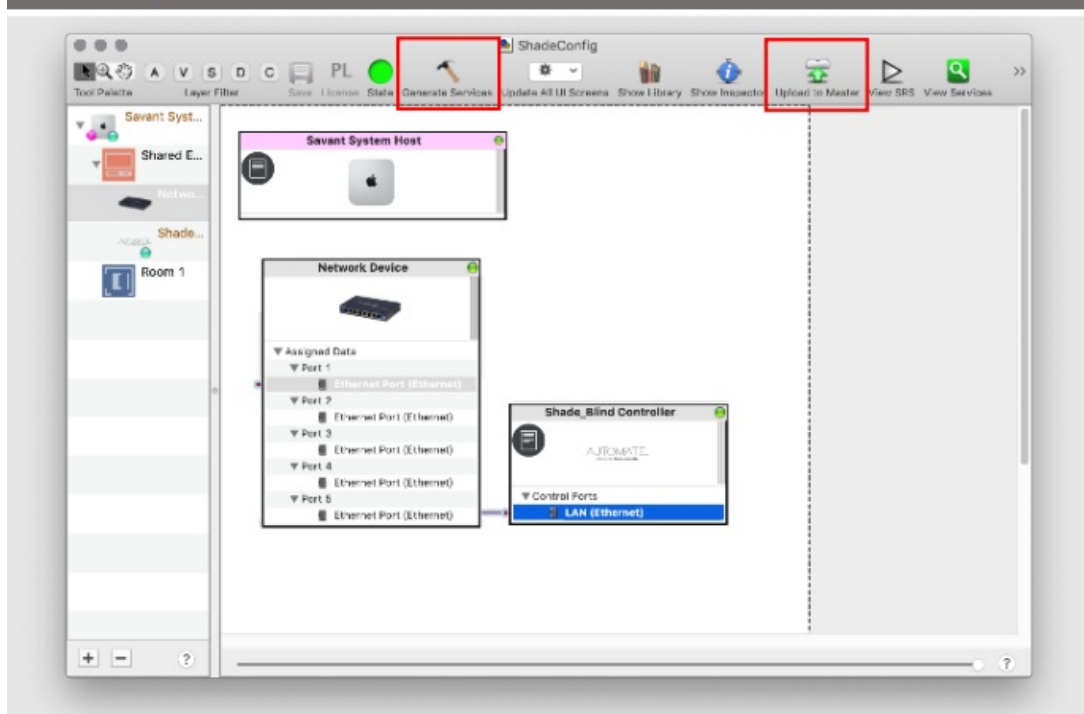 ShadeConfig
A V S D C PL
Tool Palette Layer Filter Save License State Generate Services Update All UI Screens Show Library Show Inspector Upload to Master View SRS View Services
Savant Syst...
Shared E...
Netwo...
Shade...
Room 1
Savant System Host
Network Device
Assigned Data
Port 1
Ethernet Port (Ethernet)
Port 2
Ethernet Port (Ethernet)
Port 3
Ethernet Port (Ethernet)
Port 4
Ethernet Port (Ethernet)
Port 5
Ethernet Port (Ethernet)
Shade_Blind Controller
AUTOMATE
Control Ports
LAN (Ethernet)
+ − ? ?